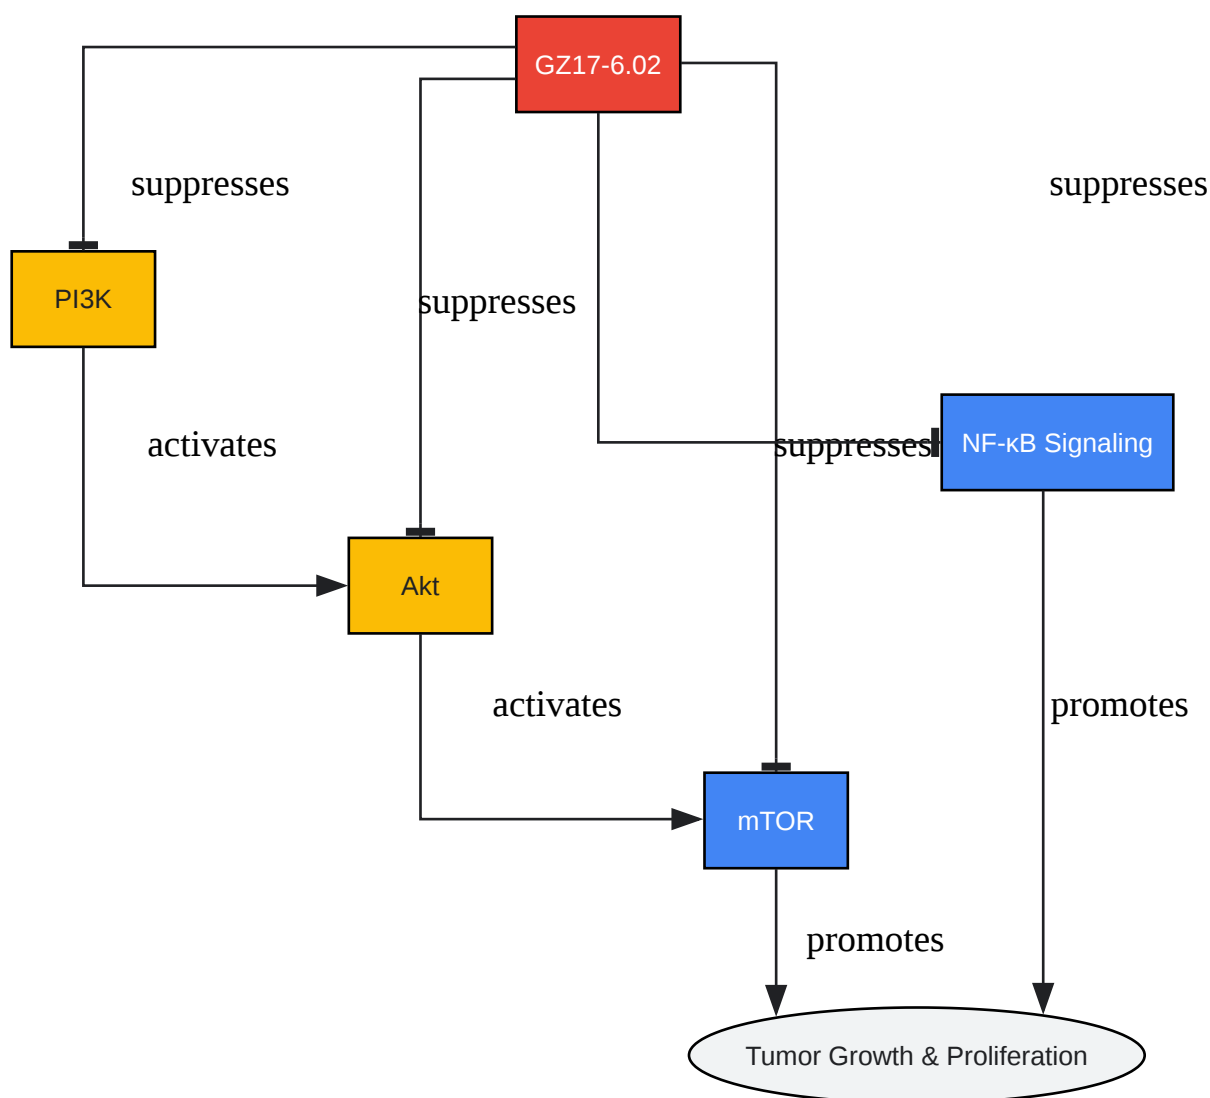 GZ17-6.02
suppresses
suppresses
PI3K
suppresses
activates
suppresses
NF-κB Signaling
Akt
activates
promotes
mTOR
promotes
Tumor Growth & Proliferation